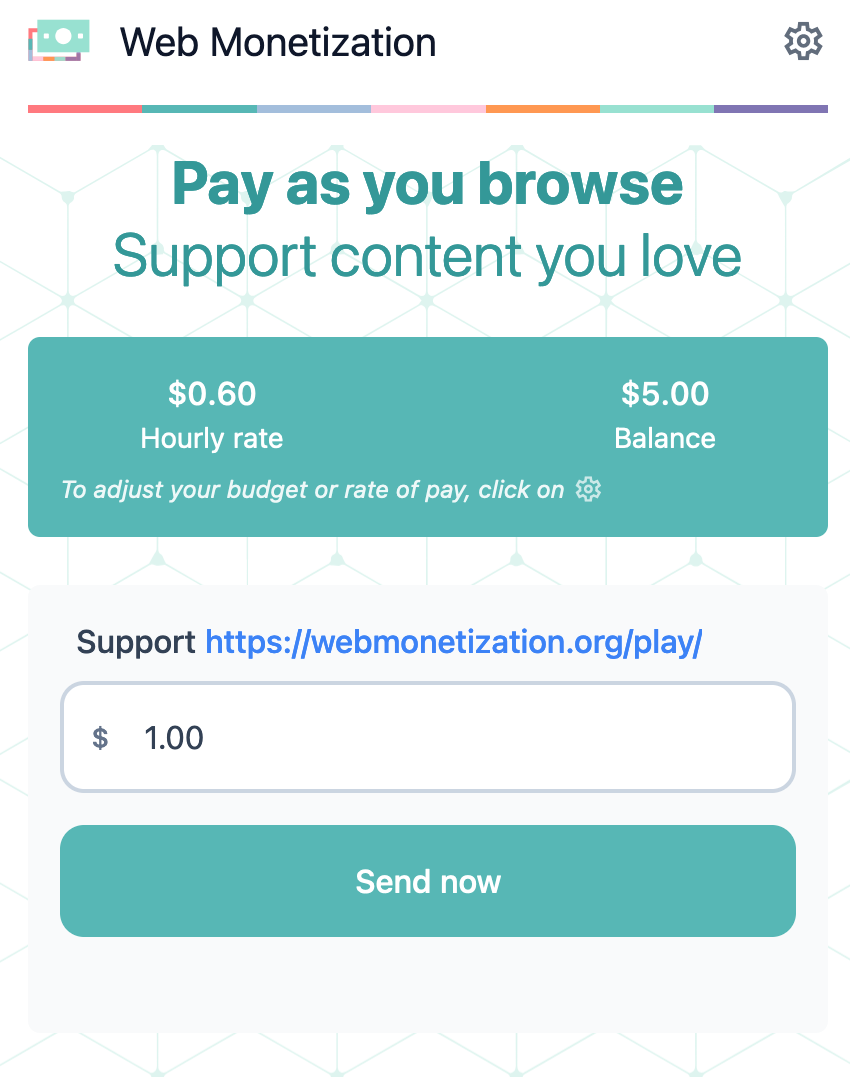 Web Monetization
Pay as you browse
Support content you love
$0.60
Hourly rate
$5.00
Balance
To adjust your budget or rate of pay, click on
Support https://webmonetization.org/play/
$ 1.00
Send now